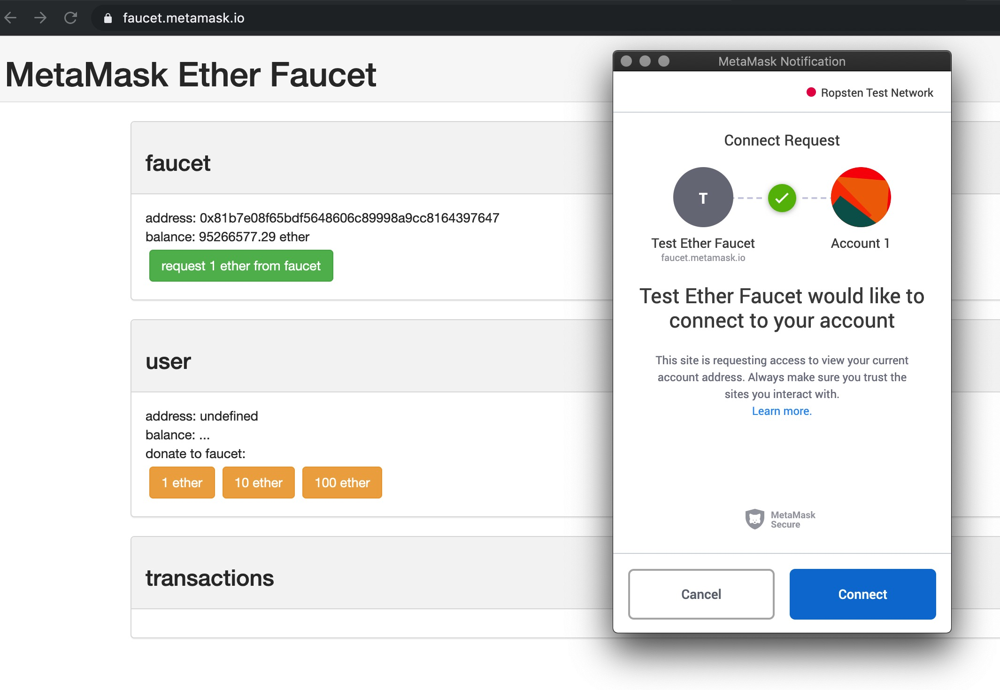 faucet.metamask.io
MetaMask Ether Faucet
faucet
address: 0x81b7e08f65bdf5648606c89998a9cc8164397647
balance: 95266577.29 ether
request 1 ether from faucet
user
address: undefined
balance: ...
donate to faucet:
1 ether 10 ether 100 ether
transactions
MetaMask Notification
Ropsten Test Network
Connect Request
T
Test Ether Faucet Account 1
faucet.metamask.io
Test Ether Faucet would like to
connect to your account
This site is requesting access to view your current
account address. Always make sure you trust the
sites you interact with.
Learn more.
MetaMask
Secure
Cancel Connect